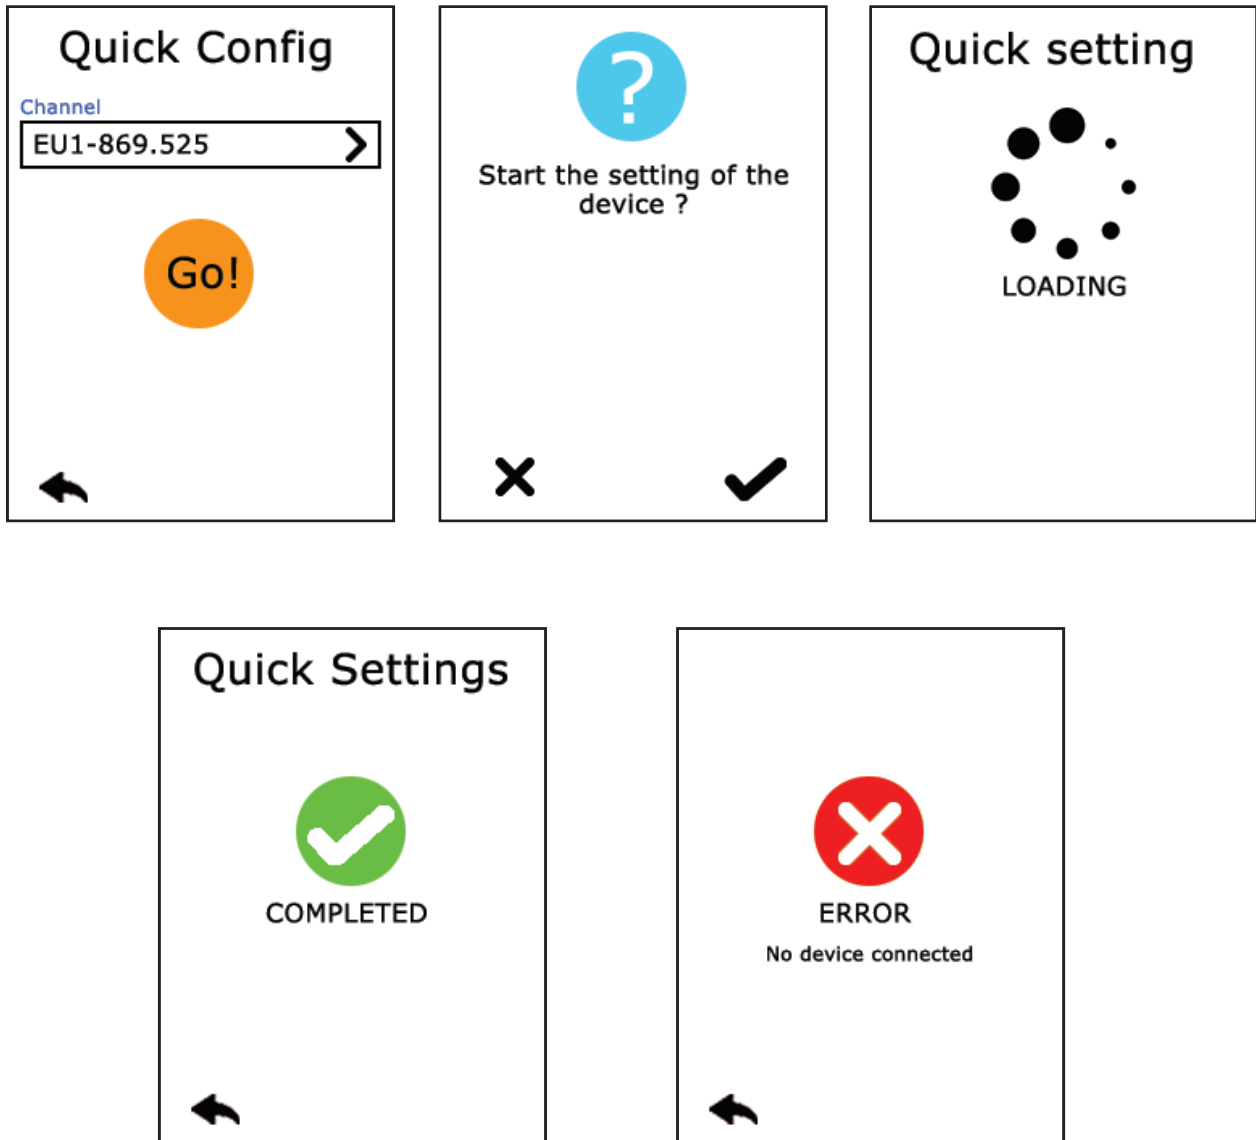 Quick Config
Channel
EU1-869.525
Go!
?
Start the setting of the
device ?
Quick setting
LOADING
Quick Settings
COMPLETED
ERROR
No device connected